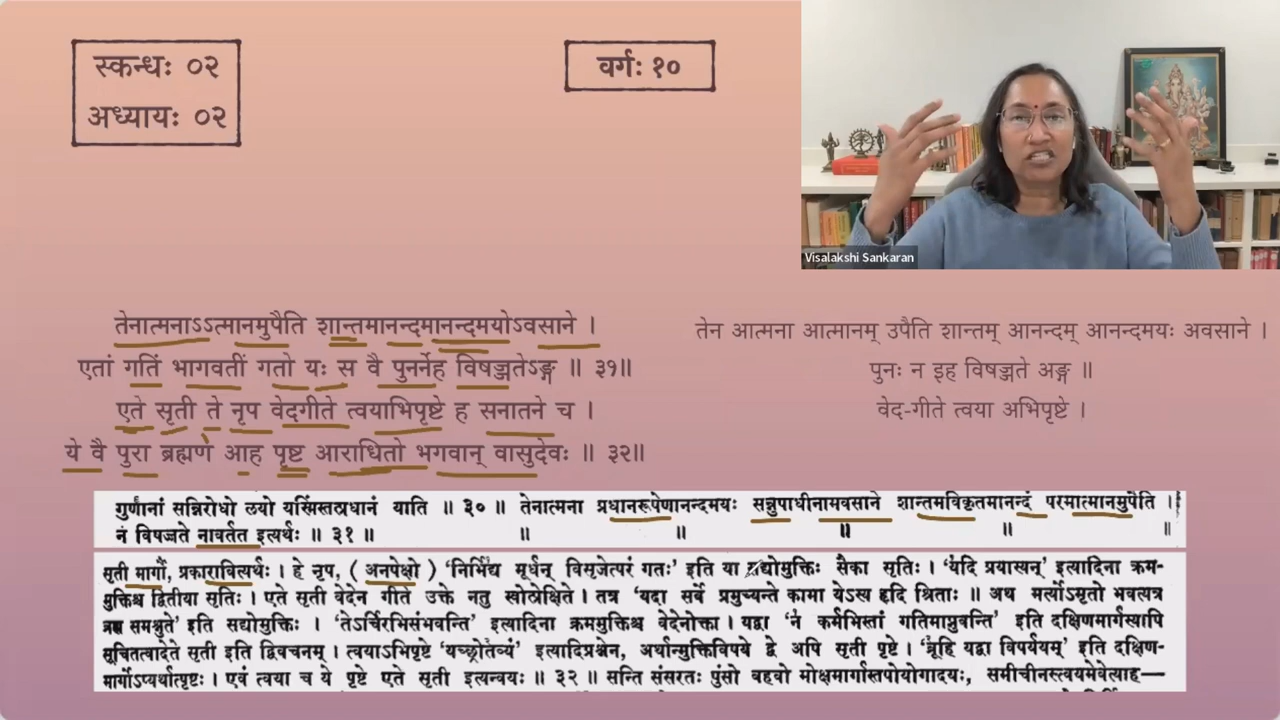 स्कन्धः ०२
अध्यायः ०२
वर्गः १०
Visalakshi Sankaran
तेनात्मनाऽऽत्मानमुपैति शान्तमानन्दमानन्दमयोऽवसाने ।
एतां गतिं भागवतीं गतो यः स वै पुनर्नेह विषज्जतेऽङ्ग ॥ ३१॥
एते सृती ते नृप वेदगीते त्वयाभिपृष्टे ह सनातने च ।
ये वै पुरा ब्रह्मणे आह पृष्ट आराधितो भगवान् वासुदेवः ॥ ३२॥
तेन आत्मना आत्मानम् उपैति शान्तम् आनन्दम् आनन्दमयः अवसाने ।
पुनः न इह विषज्जते अङ्ग ॥
वेद-गीते त्वया अभिपृष्टे ।
गुणानां सन्निरोधो लयो यस्मिंस्तत्प्रधानं याति ॥ ३० ॥ तेनात्मना प्रधानरूपेणानन्दमयः सन्नुपाधीनामवसाने शान्तमविकृतमानन्दं परमात्मानमुपैति ।
नं विषज्जते नावर्तत इत्यर्थः ॥ ३१ ॥ ॥ ॥ ॥ ॥
सृती मार्गौ, प्रकारावित्यर्थः । हे नृप, ( अनपेक्षो ) 'निर्भिद्य मूर्धन् विसृजेत्परं गतः' इति या सद्योमुक्तिः सैका सृतिः । 'यदि प्रयास्यन्' इत्यादिना क्रम-
मुक्तिश्च द्वितीया सृतिः । एते सृती वेदेन गीते उक्ते नतु स्वोत्प्रेक्षिते । तत्र 'यदा सर्वे प्रमुच्यन्ते कामा येऽस्य हृदि श्रिताः ॥ अथ मर्त्योऽमृतो भवत्यत्र
ब्रह्म समश्नुते' इति सद्योमुक्तिः । 'तेऽर्चिरभिसंभवन्ति' इत्यादिना क्रममुक्तिश्च वेदेनोक्ता । यद्वा 'नं कर्मभिस्तां गतिमाप्नुवन्ति' इति दक्षिणमार्गस्यापि
सूचितत्वादेते सृती इति द्विवचनम् । त्वयाऽभिपृष्टे 'यच्छ्रोतव्यं' इत्यादिप्रश्नेन, अर्थान्मुक्तिविषये द्वे अपि सृती पृष्टे । 'ब्रूहि यद्वा विपर्ययम्' इति दक्षिण-
मार्गोऽप्यर्थात्पृष्टः । एवं त्वया च ये पृष्टे एते सृती इत्यन्वयः ॥ ३२ ॥ सन्ति संसरतः पुंसो बहवो मोक्षमार्गास्तपोयोगादयः, समीचीनस्त्वयमेवेत्याह—